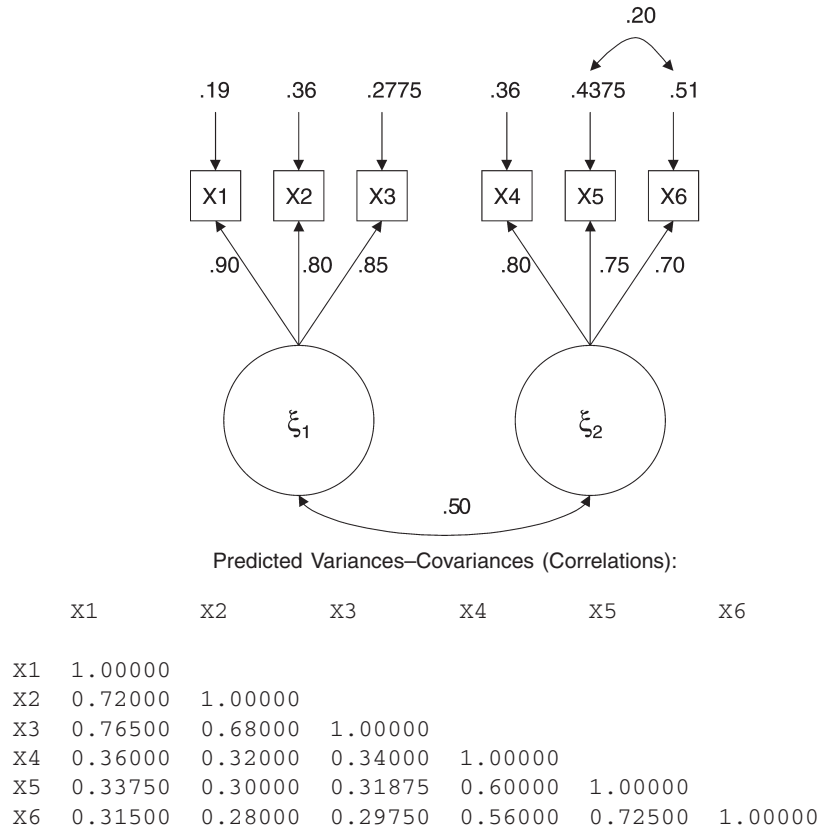 .20
.19 .36 .2775 .36 .4375 .51
X1 X2 X3 X4 X5 X6
.90 .80 .85 .80 .75 .70
ξ1 ξ2
.50
Predicted Variances–Covariances (Correlations):
X1 X2 X3 X4 X5 X6
X1 1.00000
X2 0.72000 1.00000
X3 0.76500 0.68000 1.00000
X4 0.36000 0.32000 0.34000 1.00000
X5 0.33750 0.30000 0.31875 0.60000 1.00000
X6 0.31500 0.28000 0.29750 0.56000 0.72500 1.00000